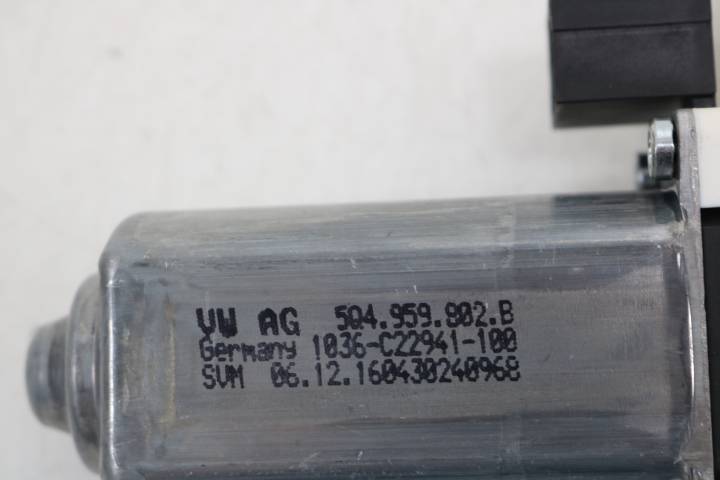 VW AG 5Q4.959.802.B
Germany 1036-C22941-100
SVM 06.12.160430240968